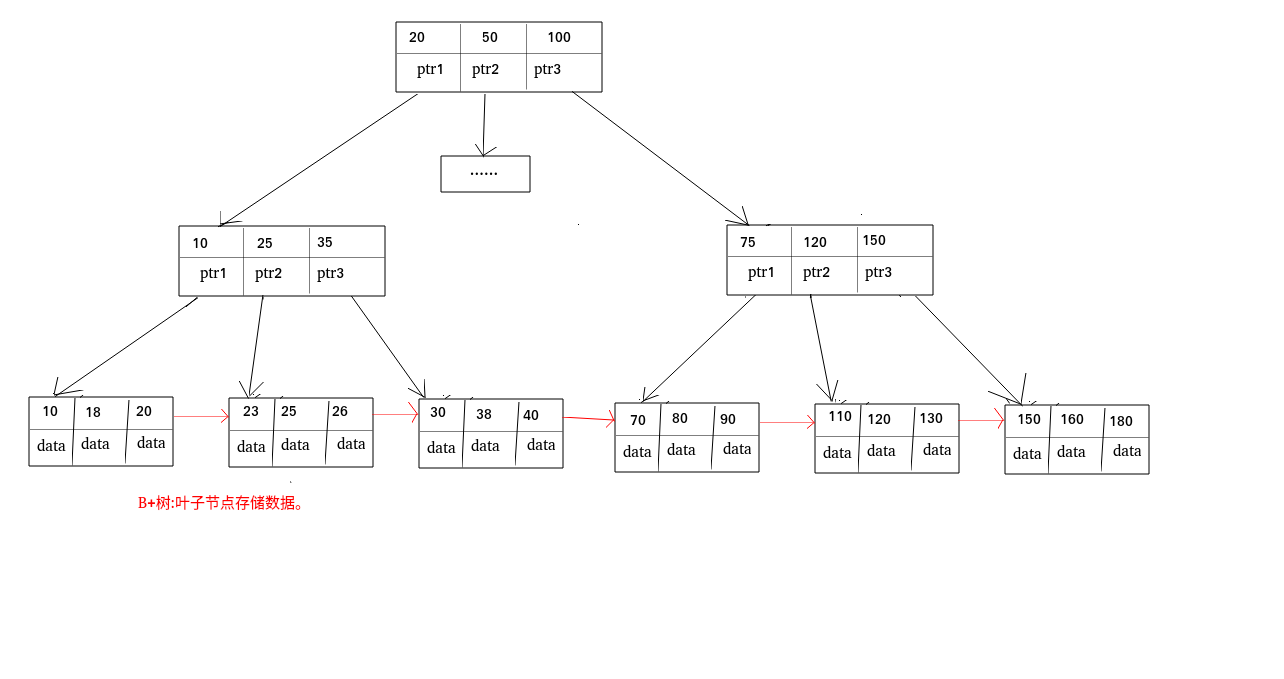 20 50 100
ptr1 ptr2 ptr3
......
10 25 35
ptr1 ptr2 ptr3
75 120 150
ptr1 ptr2 ptr3
10 18 20
data data data
23 25 26
data data data
30 38 40
data data data
70 80 90
data data data
110 120 130
data data data
150 160 180
data data data
B+树:叶子节点存储数据。